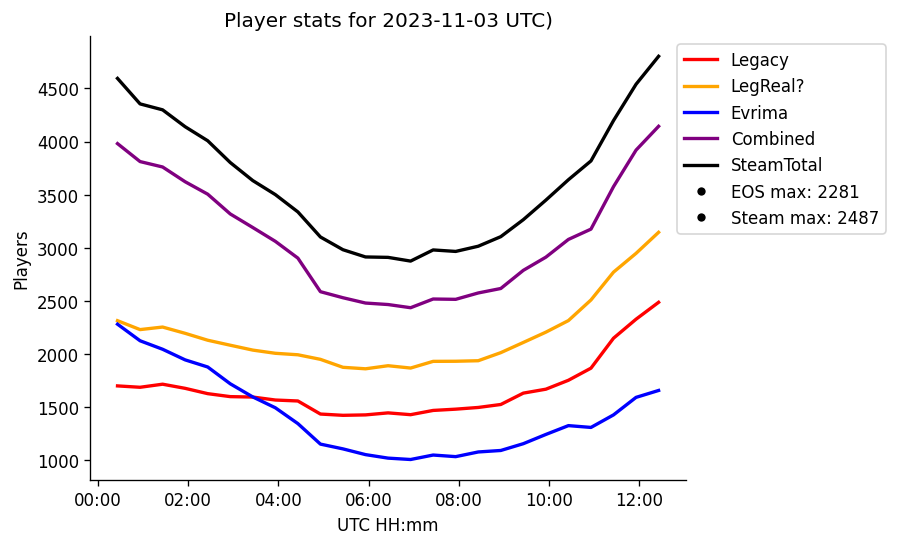 Player stats for 2023-11-03 UTC)
Legacy
LegReal?
Evrima
Combined
SteamTotal
EOS max: 2281
Steam max: 2487
Players
4500
4000
3500
3000
2500
2000
1500
1000
00:00 02:00 04:00 06:00 08:00 10:00 12:00
UTC HH:mm